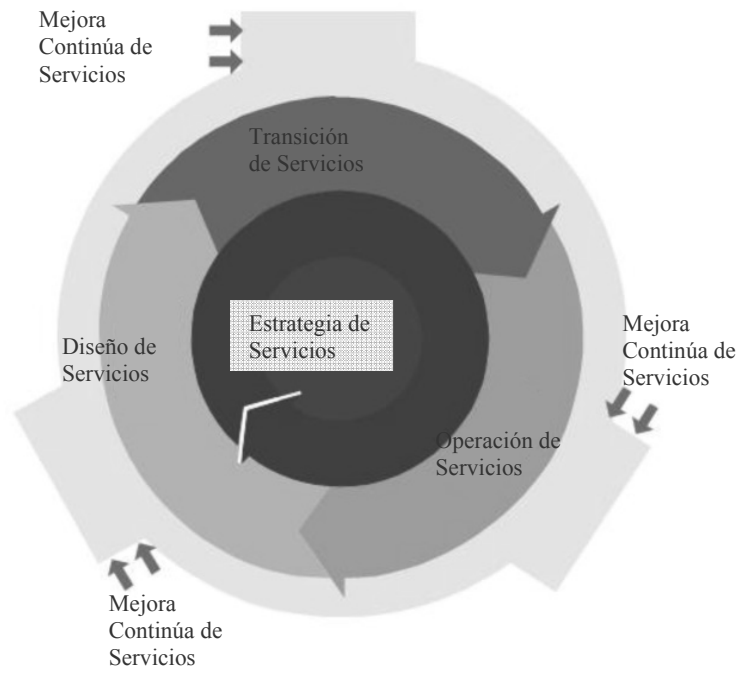 Mejora
Continúa de
Servicios
Transición
de Servicios
Estrategia de
Servicios
Diseño de
Servicios
Mejora
Continúa de
Servicios
Operación de
Servicios
Mejora
Continúa de
Servicios